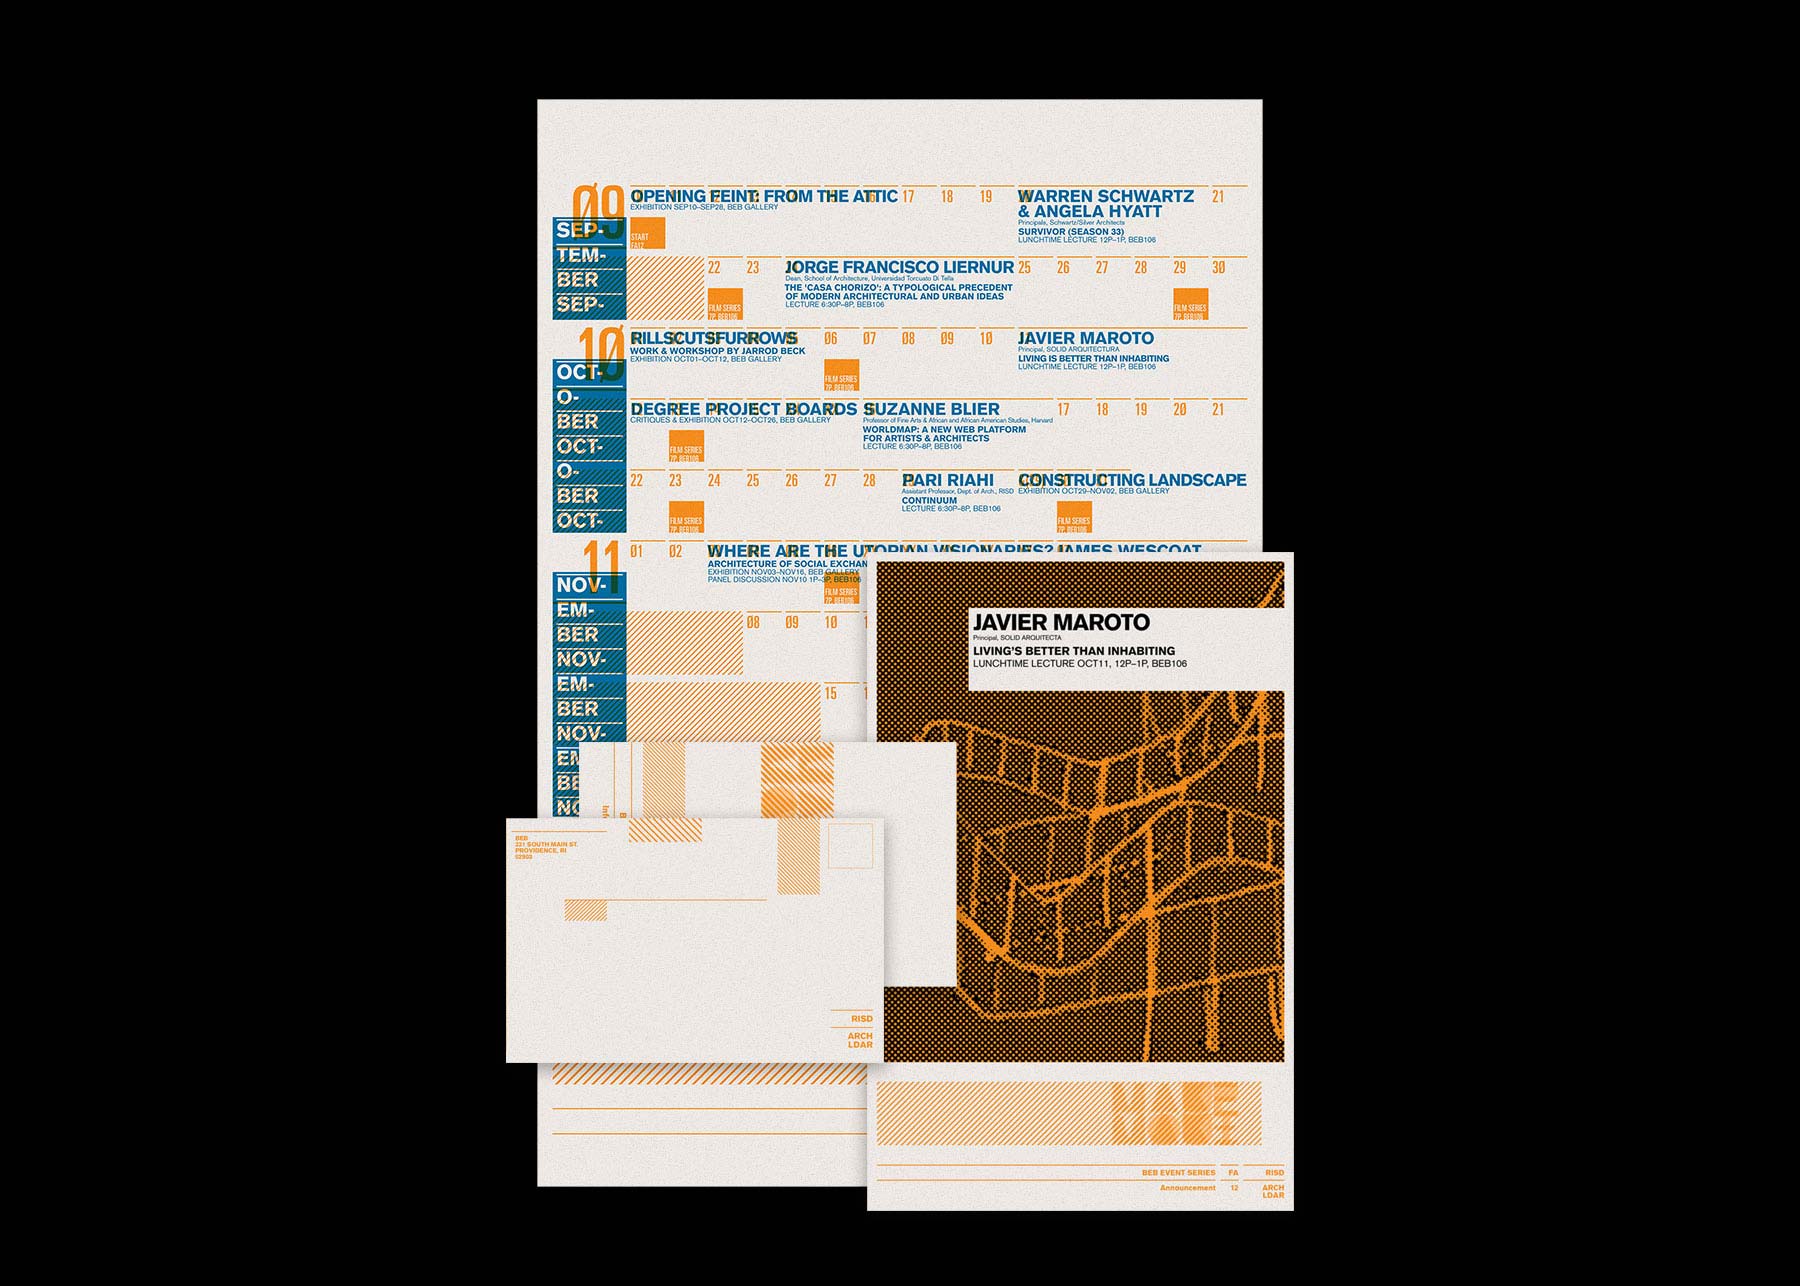 09
OPENING FEINT: FROM THE ATTIC
EXHIBITION SEP10–SEP28, BEB GALLERY
17 18 19
WARREN SCHWARTZ
& ANGELA HYATT
Principals, Schwartz/Silver Architects
SURVIVOR (SEASON 33)
LUNCHTIME LECTURE 12P–1P, BEB106
21
START
FA12
SEP-
TEM-
BER
SEP-
22 23
JORGE FRANCISCO LIERNUR
Dean, School of Architecture, Universidad Torcuato Di Tella
THE 'CASA CHORIZO': A TYPOLOGICAL PRECEDENT
OF MODERN ARCHITECTURAL AND URBAN IDEAS
LECTURE 6:30P–8P, BEB106
25 26 27 28 29 30
FILM SERIES
7P, BEB106
FILM SERIES
7P, BEB106
10
RILLSCUTSFURROWS
WORK & WORKSHOP BY JARROD BECK
EXHIBITION OCT01–OCT12, BEB GALLERY
06 07 08 09 10
JAVIER MAROTO
Principal, SOLID ARQUITECTURA
LIVING IS BETTER THAN INHABITING
LUNCHTIME LECTURE 12P–1P, BEB106
FILM SERIES
7P, BEB106
OCT-
O-
BER
OCT-
O-
BER
OCT-
DEGREE PROJECT BOARDS
CRITIQUES & EXHIBITION OCT12–OCT26, BEB GALLERY
SUZANNE BLIER
Professor of Fine Arts & African and African American Studies, Harvard
WORLDMAP: A NEW WEB PLATFORM
FOR ARTISTS & ARCHITECTS
LECTURE 6:30P–8P, BEB106
17 18 19 20 21
FILM SERIES
7P, BEB106
22 23 24 25 26 27 28
PARI RIAHI
Assistant Professor, Dept. of Arch., RISD
CONTINUUM
LECTURE 6:30P–8P, BEB106
CONSTRUCTING LANDSCAPE
EXHIBITION OCT29–NOV02, BEB GALLERY
FILM SERIES
7P, BEB106
FILM SERIES
7P, BEB106
11
01 02
WHERE ARE THE UTOPIAN VISIONARIES? JAMES WESCOAT
ARCHITECTURE OF SOCIAL EXCHAN
EXHIBITION NOV03–NOV16, BEB GALLERY
PANEL DISCUSSION NOV10 1P–3P, BEB106
FILM SERIES
7P, BEB106
NOV-
EM-
BER
NOV-
EM-
BER
NOV-
EM
BE
NO
08 09 10
15
JAVIER MAROTO
Principal, SOLID ARQUITECTA
LIVING'S BETTER THAN INHABITING
LUNCHTIME LECTURE OCT11, 12P–1P, BEB106
BEB EVENT SERIES FA RISD
Announcement 12 ARCH
LDAR
BEB
231 SOUTH MAIN ST.
PROVIDENCE, RI
02903
RISD
ARCH
LDAR